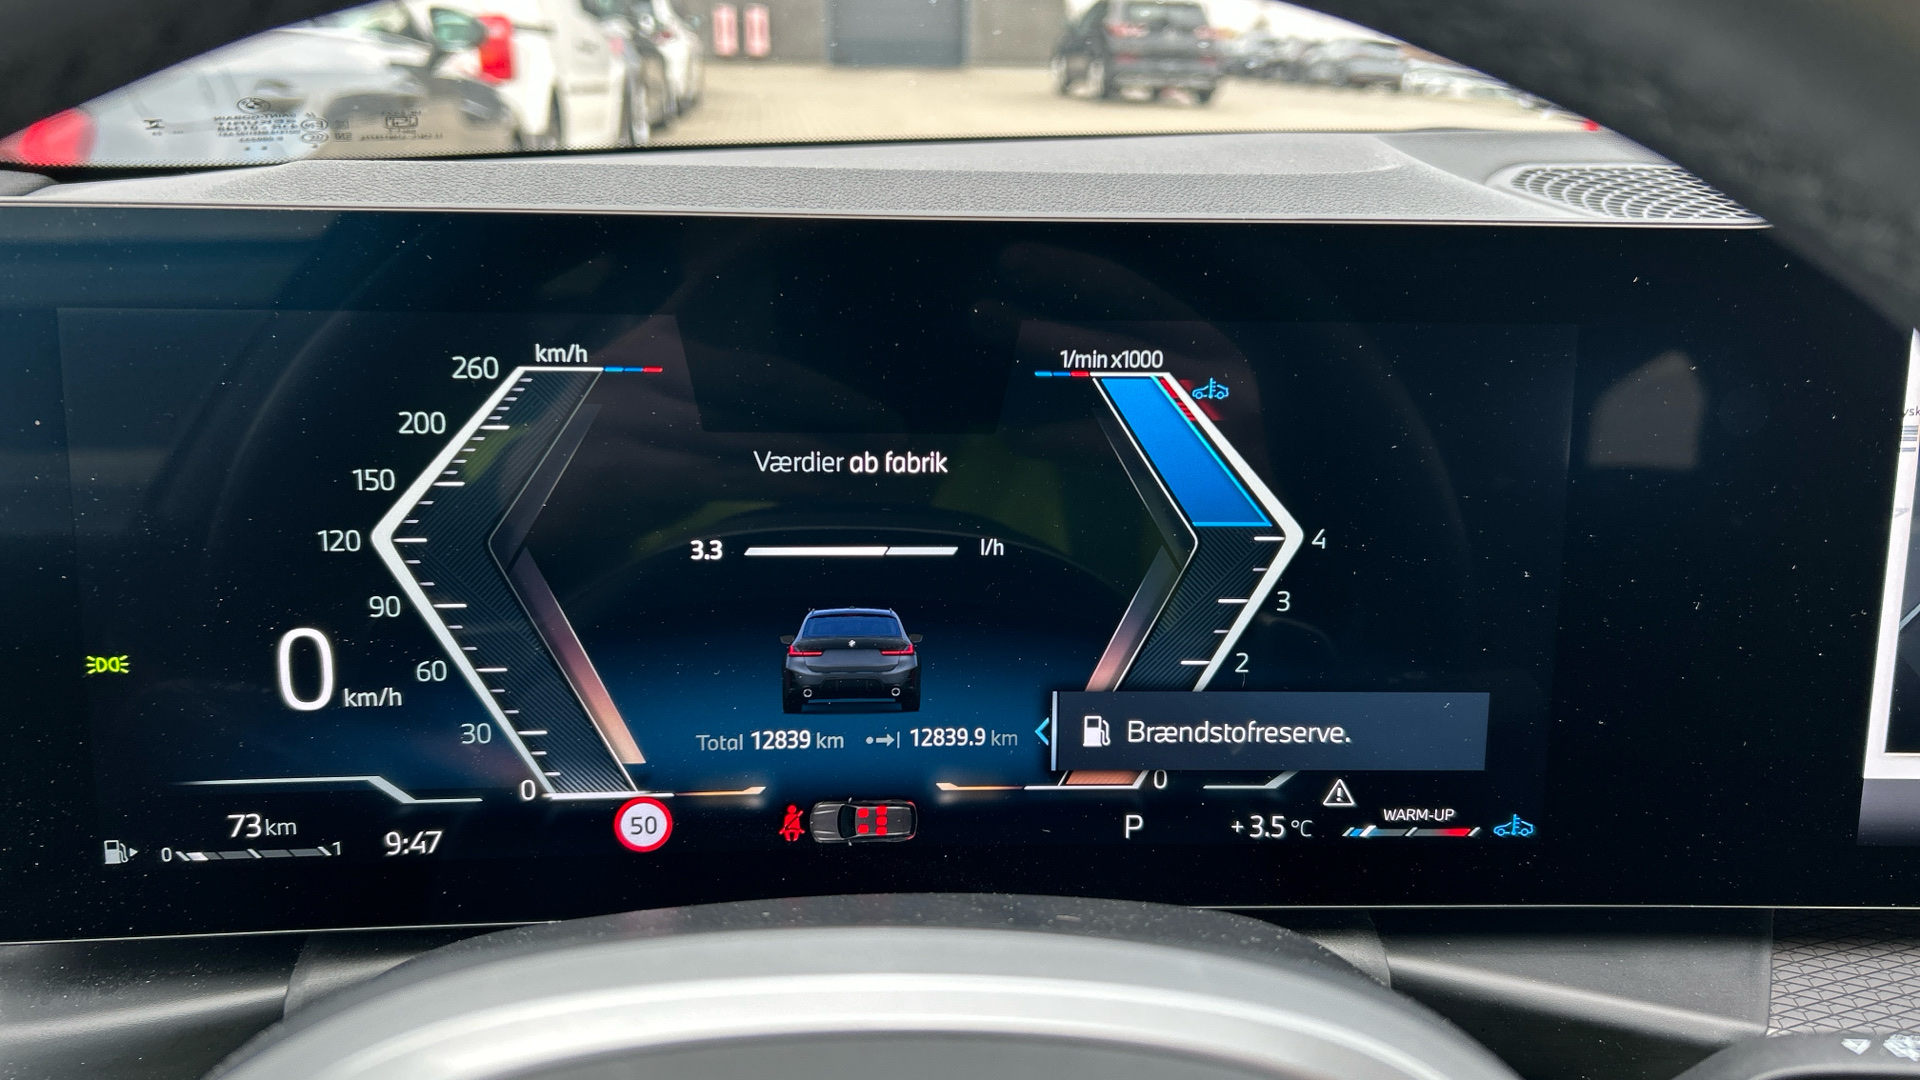 km/h
260
200
150
120
90
60
30
0
0 km/h
1/min x1000
4
3
2
0
Værdier ab fabrik
3.3 l/h
Total 12839 km 12839.9 km
Brændstofreserve.
73 km
0 1
9:47
50
P
+3.5 °C
WARM-UP